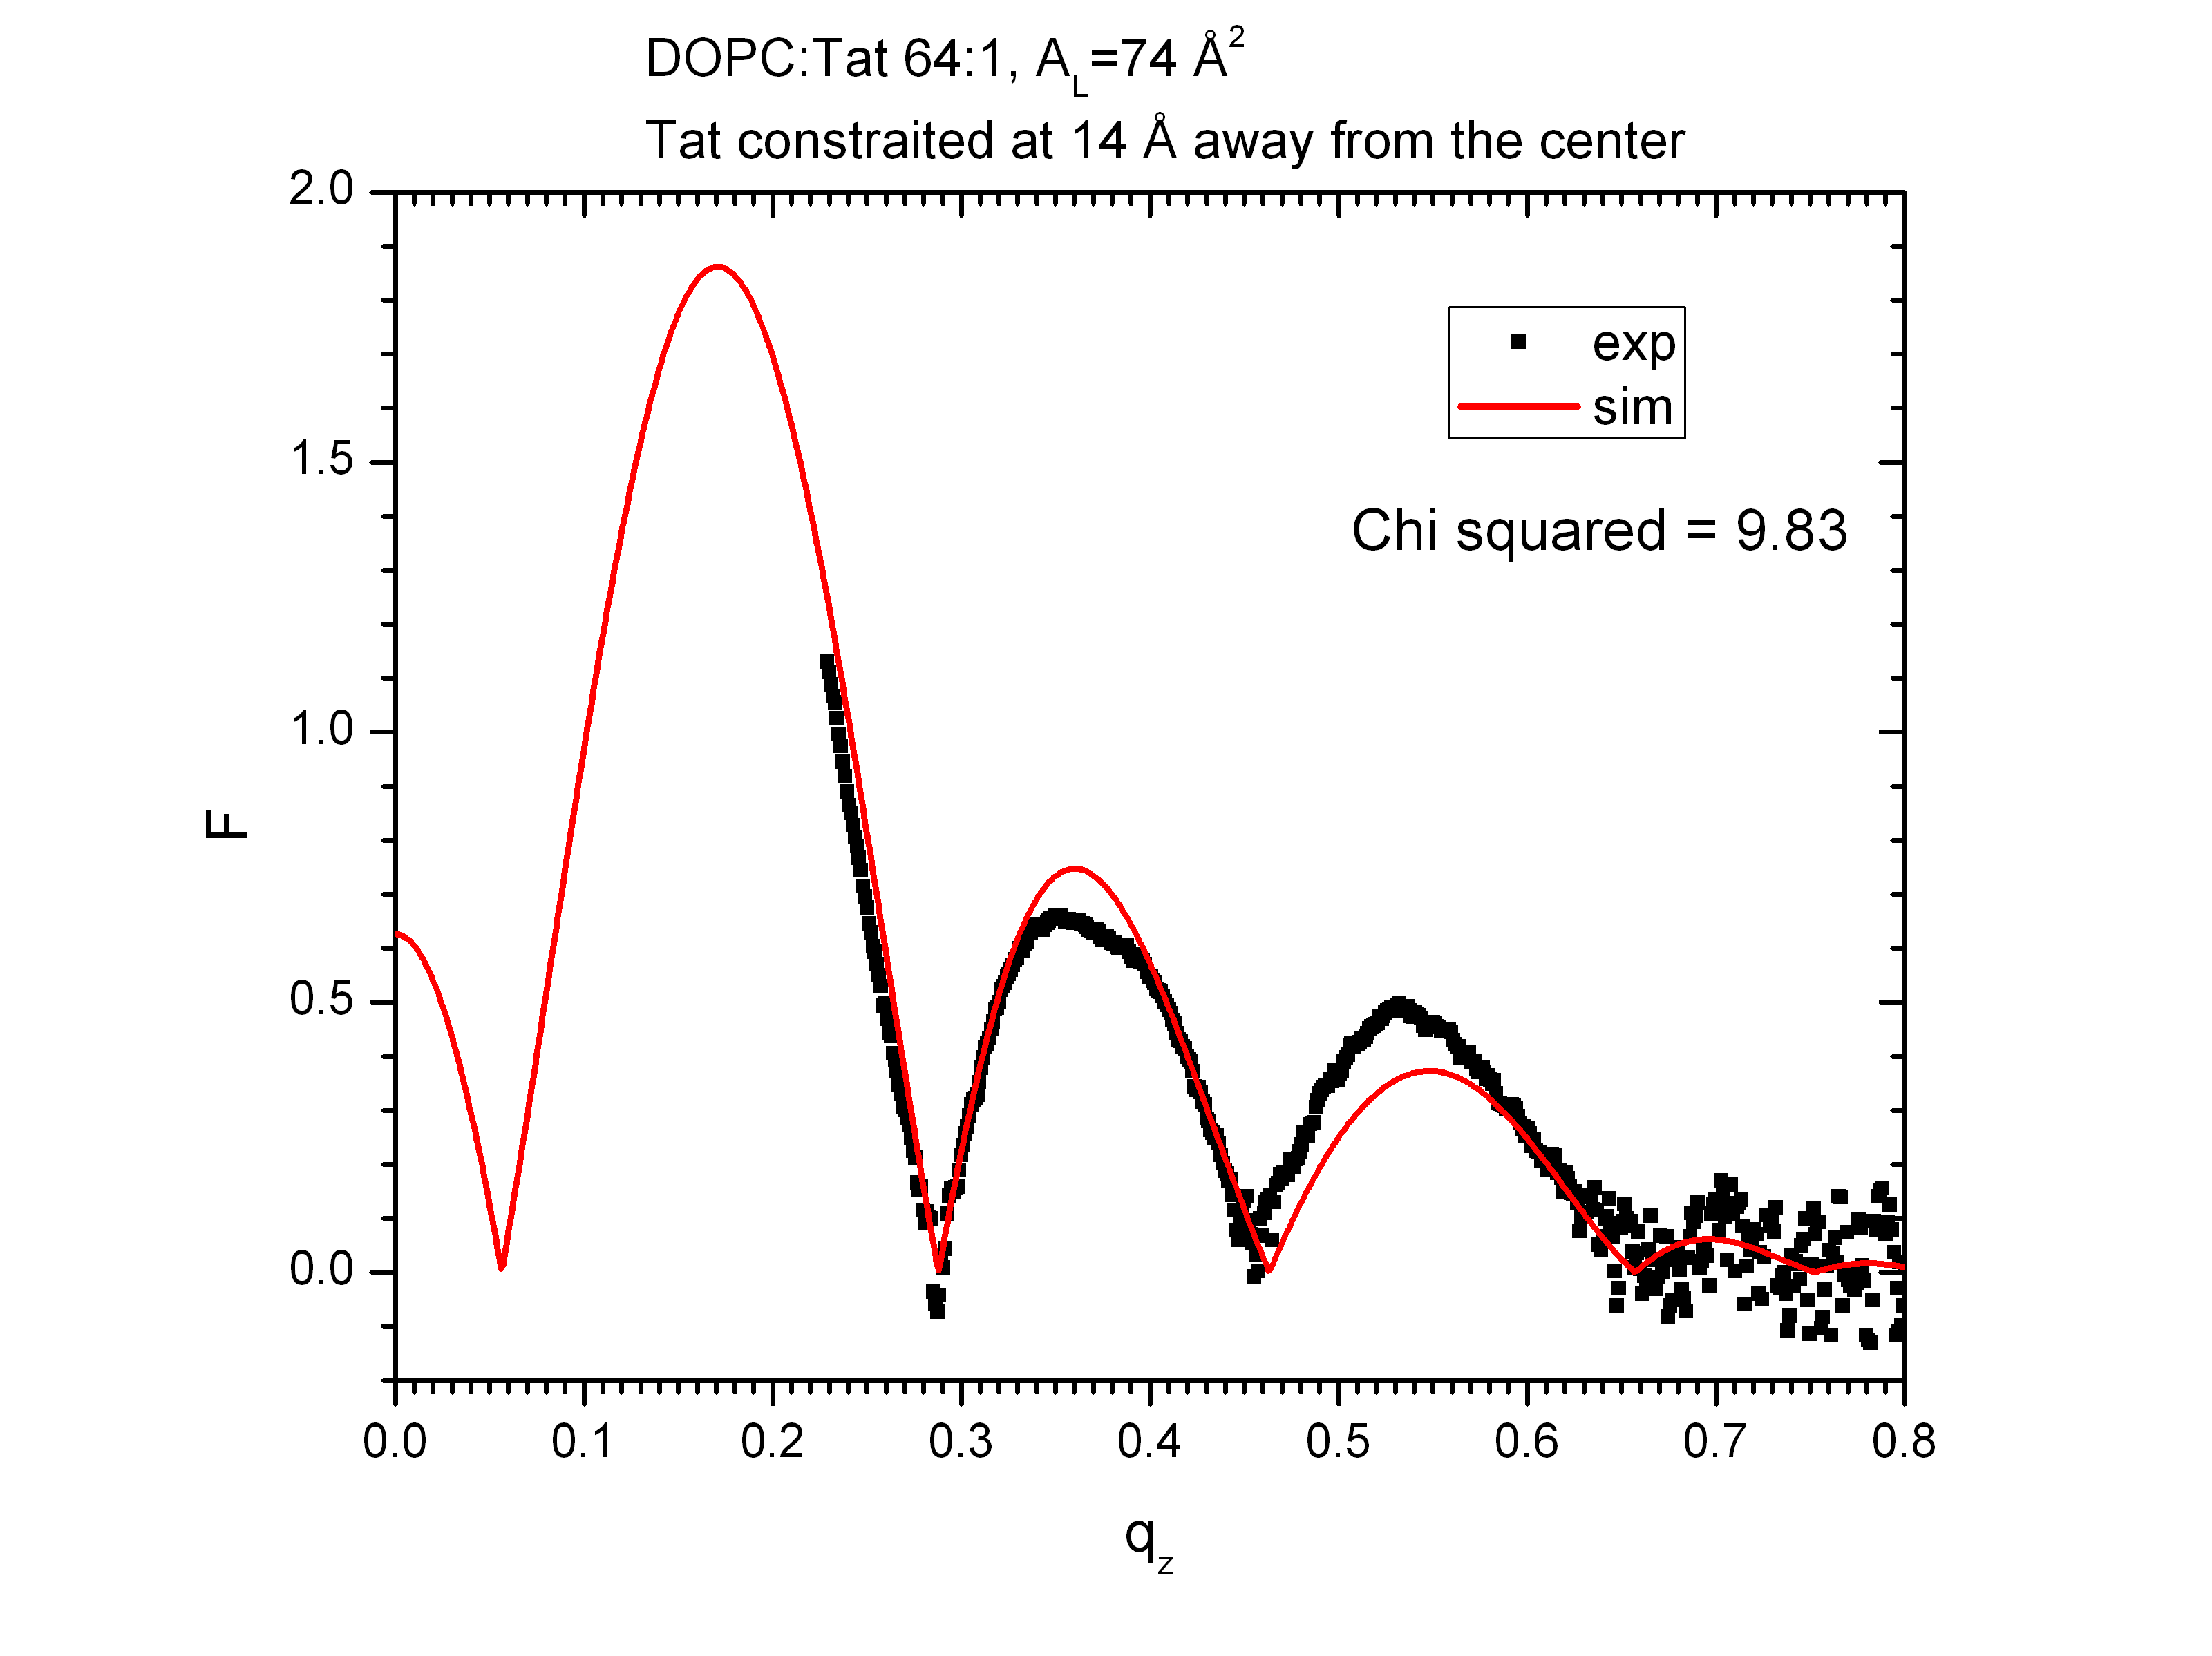 DOPC:Tat 64:1, A_L=74 Å²
Tat constraited at 14 Å away from the center
2.0
1.5
1.0
0.5
0.0
F
exp
sim
Chi squared = 9.83
0.0 0.1 0.2 0.3 0.4 0.5 0.6 0.7 0.8
q_z